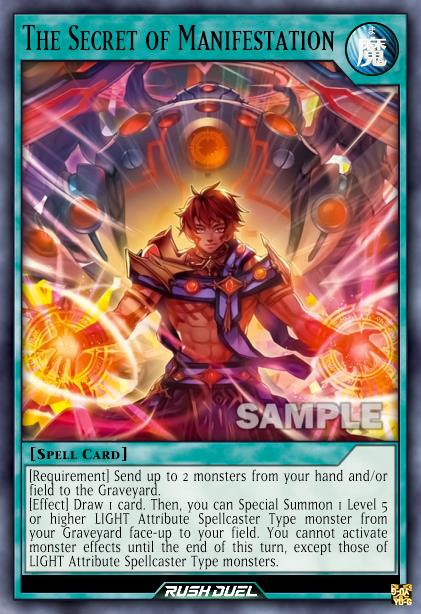 The Secret of Manifestation
ま
魔
SAMPLE
[Spell Card]
[Requirement] Send up to 2 monsters from your hand and/or
field to the Graveyard.
[Effect] Draw 1 card. Then, you can Special Summon 1 Level 5
or higher LIGHT Attribute Spellcaster Type monster from
your Graveyard face-up to your field. You cannot activate
monster effects until the end of this turn, except those of
LIGHT Attribute Spellcaster Type monsters.
RUSH DUEL